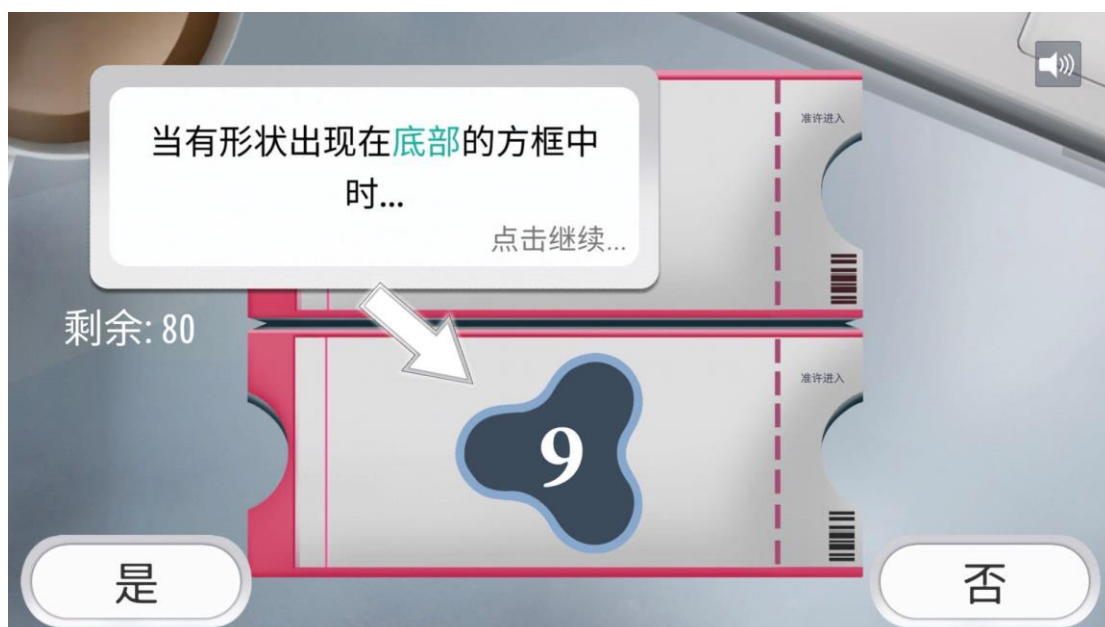 当有形状出现在底部的方框中
时...
点击继续...
准许进入
剩余: 80
准许进入
9
是
否